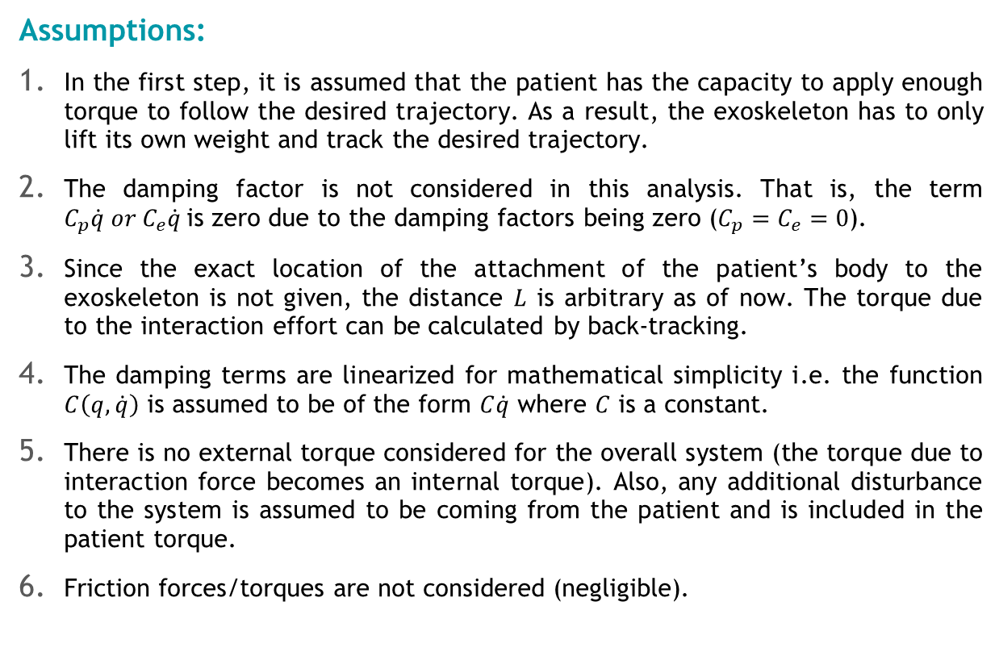 Assumptions:
1. In the first step, it is assumed that the patient has the capacity to apply enough
torque to follow the desired trajectory. As a result, the exoskeleton has to only
lift its own weight and track the desired trajectory.
2. The damping factor is not considered in this analysis. That is, the term
𝐶ₚq̇ or 𝐶ₑq̇ is zero due to the damping factors being zero (𝐶ₚ = 𝐶ₑ = 0).
3. Since the exact location of the attachment of the patient’s body to the
exoskeleton is not given, the distance 𝐿 is arbitrary as of now. The torque due
to the interaction effort can be calculated by back-tracking.
4. The damping terms are linearized for mathematical simplicity i.e. the function
𝐶(q, q̇) is assumed to be of the form 𝐶q̇ where 𝐶 is a constant.
5. There is no external torque considered for the overall system (the torque due to
interaction force becomes an internal torque). Also, any additional disturbance
to the system is assumed to be coming from the patient and is included in the
patient torque.
6. Friction forces/torques are not considered (negligible).